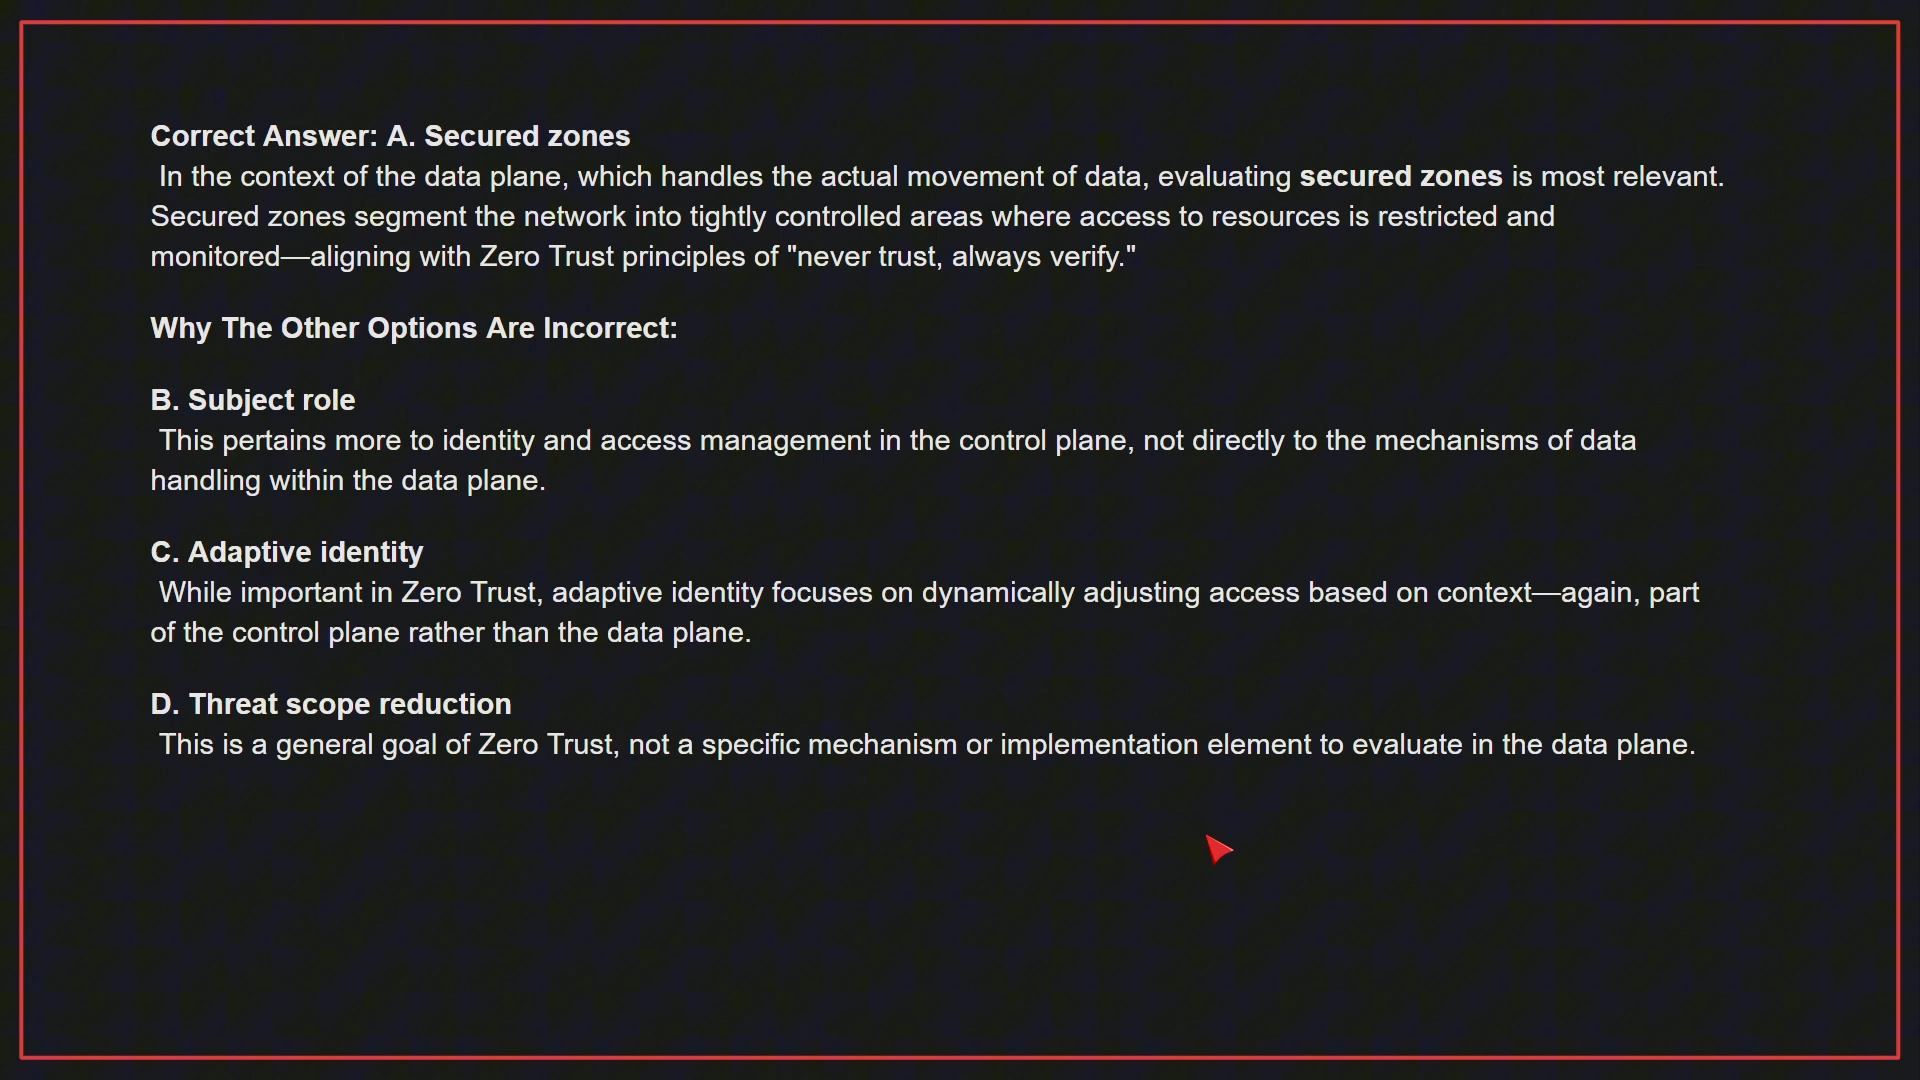 Correct Answer: A. Secured zones
In the context of the data plane, which handles the actual movement of data, evaluating secured zones is most relevant.
Secured zones segment the network into tightly controlled areas where access to resources is restricted and
monitored—aligning with Zero Trust principles of "never trust, always verify."
Why The Other Options Are Incorrect:
B. Subject role
This pertains more to identity and access management in the control plane, not directly to the mechanisms of data
handling within the data plane.
C. Adaptive identity
While important in Zero Trust, adaptive identity focuses on dynamically adjusting access based on context—again, part
of the control plane rather than the data plane.
D. Threat scope reduction
This is a general goal of Zero Trust, not a specific mechanism or implementation element to evaluate in the data plane.